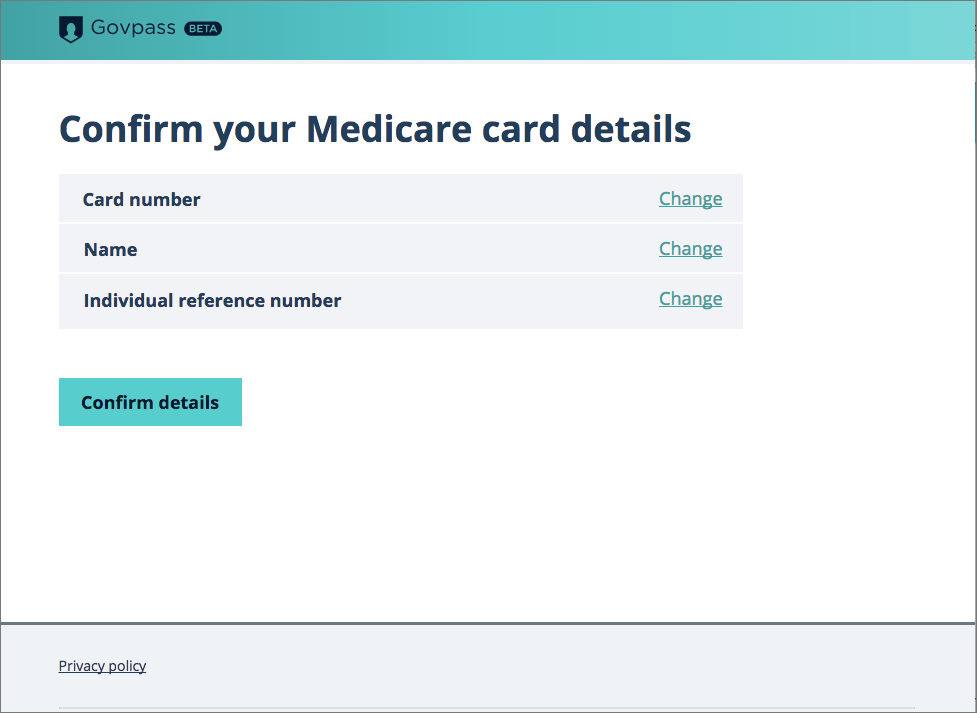 Govpass BETA
Confirm your Medicare card details
Card number Change
Name Change
Individual reference number Change
Confirm details
Privacy policy